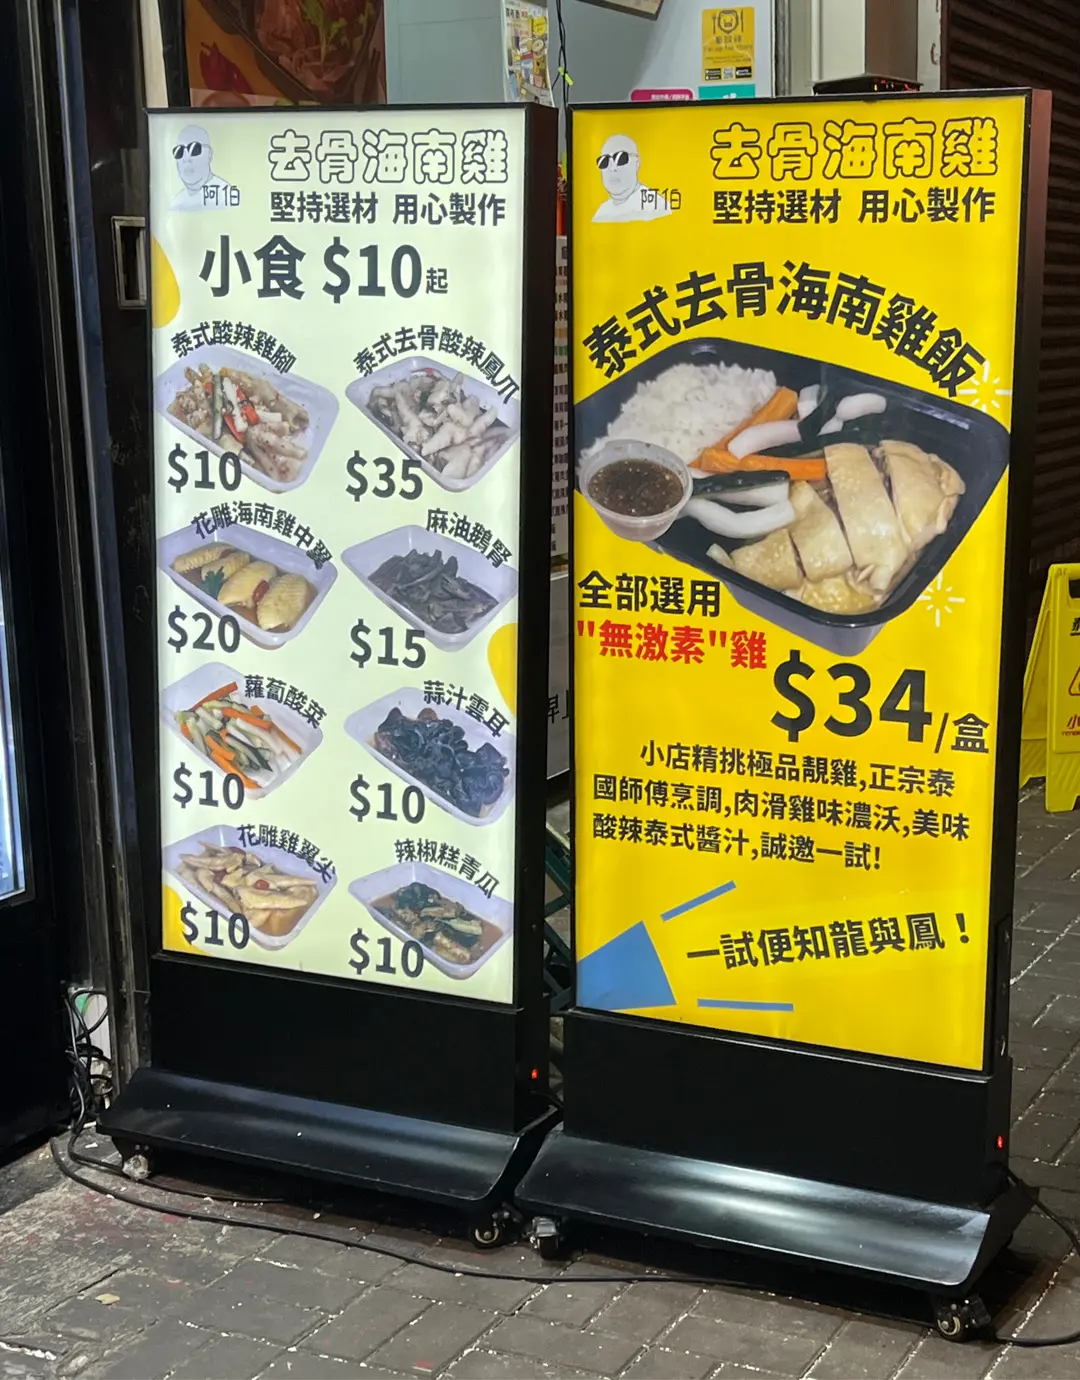 阿伯
去骨海南雞
堅持選材 用心製作
小食 $10起
泰式酸辣雞腳
$10
泰式去骨酸辣鳳爪
$35
花雕海南雞中翼
$20
麻油鵝腎
$15
蘿蔔酸菜
$10
蒜汁雲耳
$10
花雕雞翼尖
$10
辣椒糕青瓜
$10
阿伯
去骨海南雞
堅持選材 用心製作
泰式去骨海南雞飯
全部選用
"無激素"雞
$34/盒
小店精挑極品靚雞,正宗泰
國師傅烹調,肉滑雞味濃沃,美味
酸辣泰式醬汁,誠邀一試!
一試便知龍與鳳！